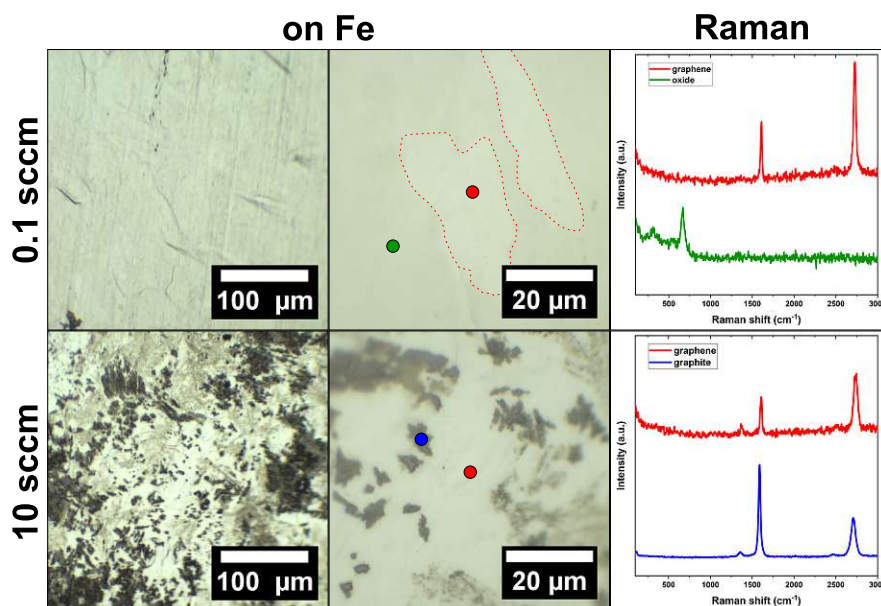 on Fe
Raman
0.1 sccm
100 µm
20 µm
graphene
oxide
Intensity (a.u.)
500 1000 1500 2000 2500 3000
Raman shift (cm⁻¹)
10 sccm
100 µm
20 µm
graphene
graphite
Intensity (a.u.)
500 1000 1500 2000 2500 3000
Raman shift (cm⁻¹)